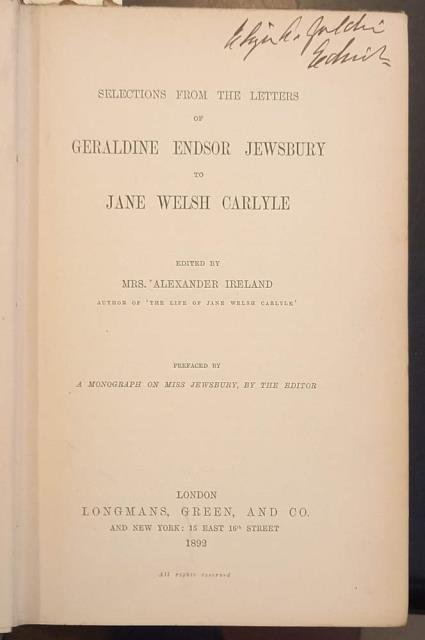 SELECTIONS FROM THE LETTERS
OF
GERALDINE ENDSOR JEWSBURY
TO
JANE WELSH CARLYLE
EDITED BY
MRS. ALEXANDER IRELAND
AUTHOR OF 'THE LIFE OF JANE WELSH CARLYLE'
PREFACED BY
A MONOGRAPH ON MISS JEWSBURY, BY THE EDITOR
LONDON
LONGMANS, GREEN, AND CO.
AND NEW YORK: 15 EAST 16th STREET
1892
All rights reserved